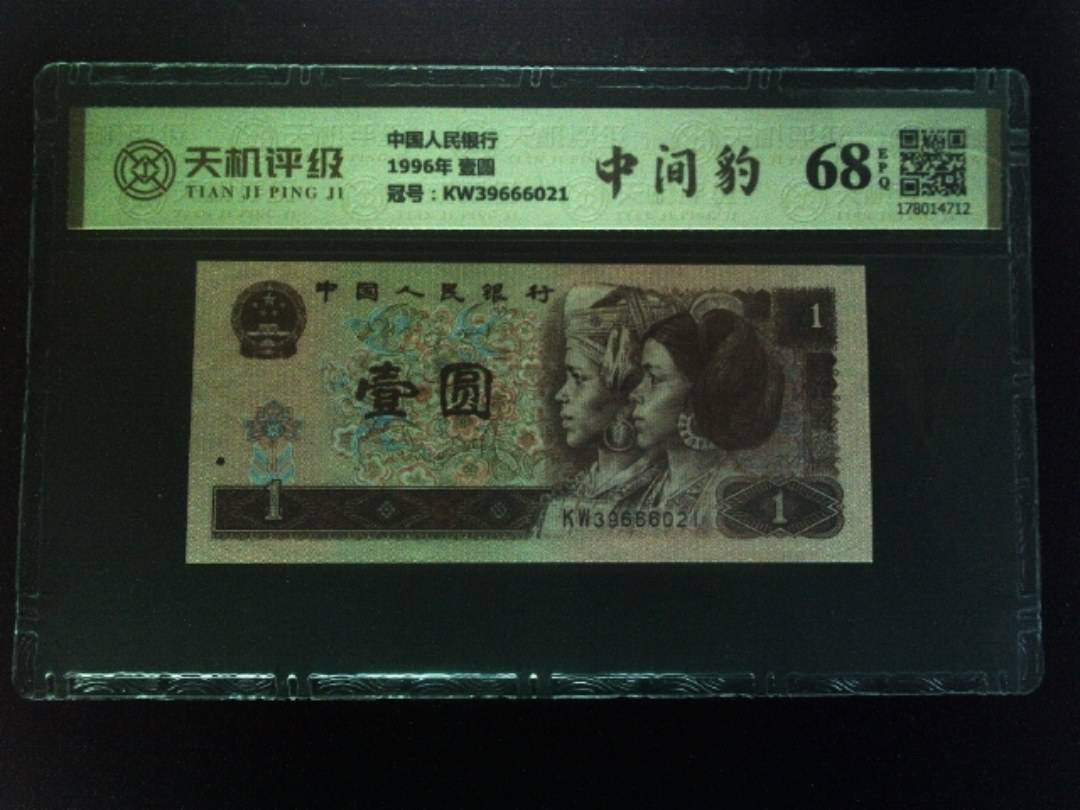 天机评级
TIAN JI PING JI
中国人民银行
1996年 壹圆
冠号：KW39666021
中间豹
68
EPQ
178014712
中国人民银行
1
壹圆
1
KW39666021
1